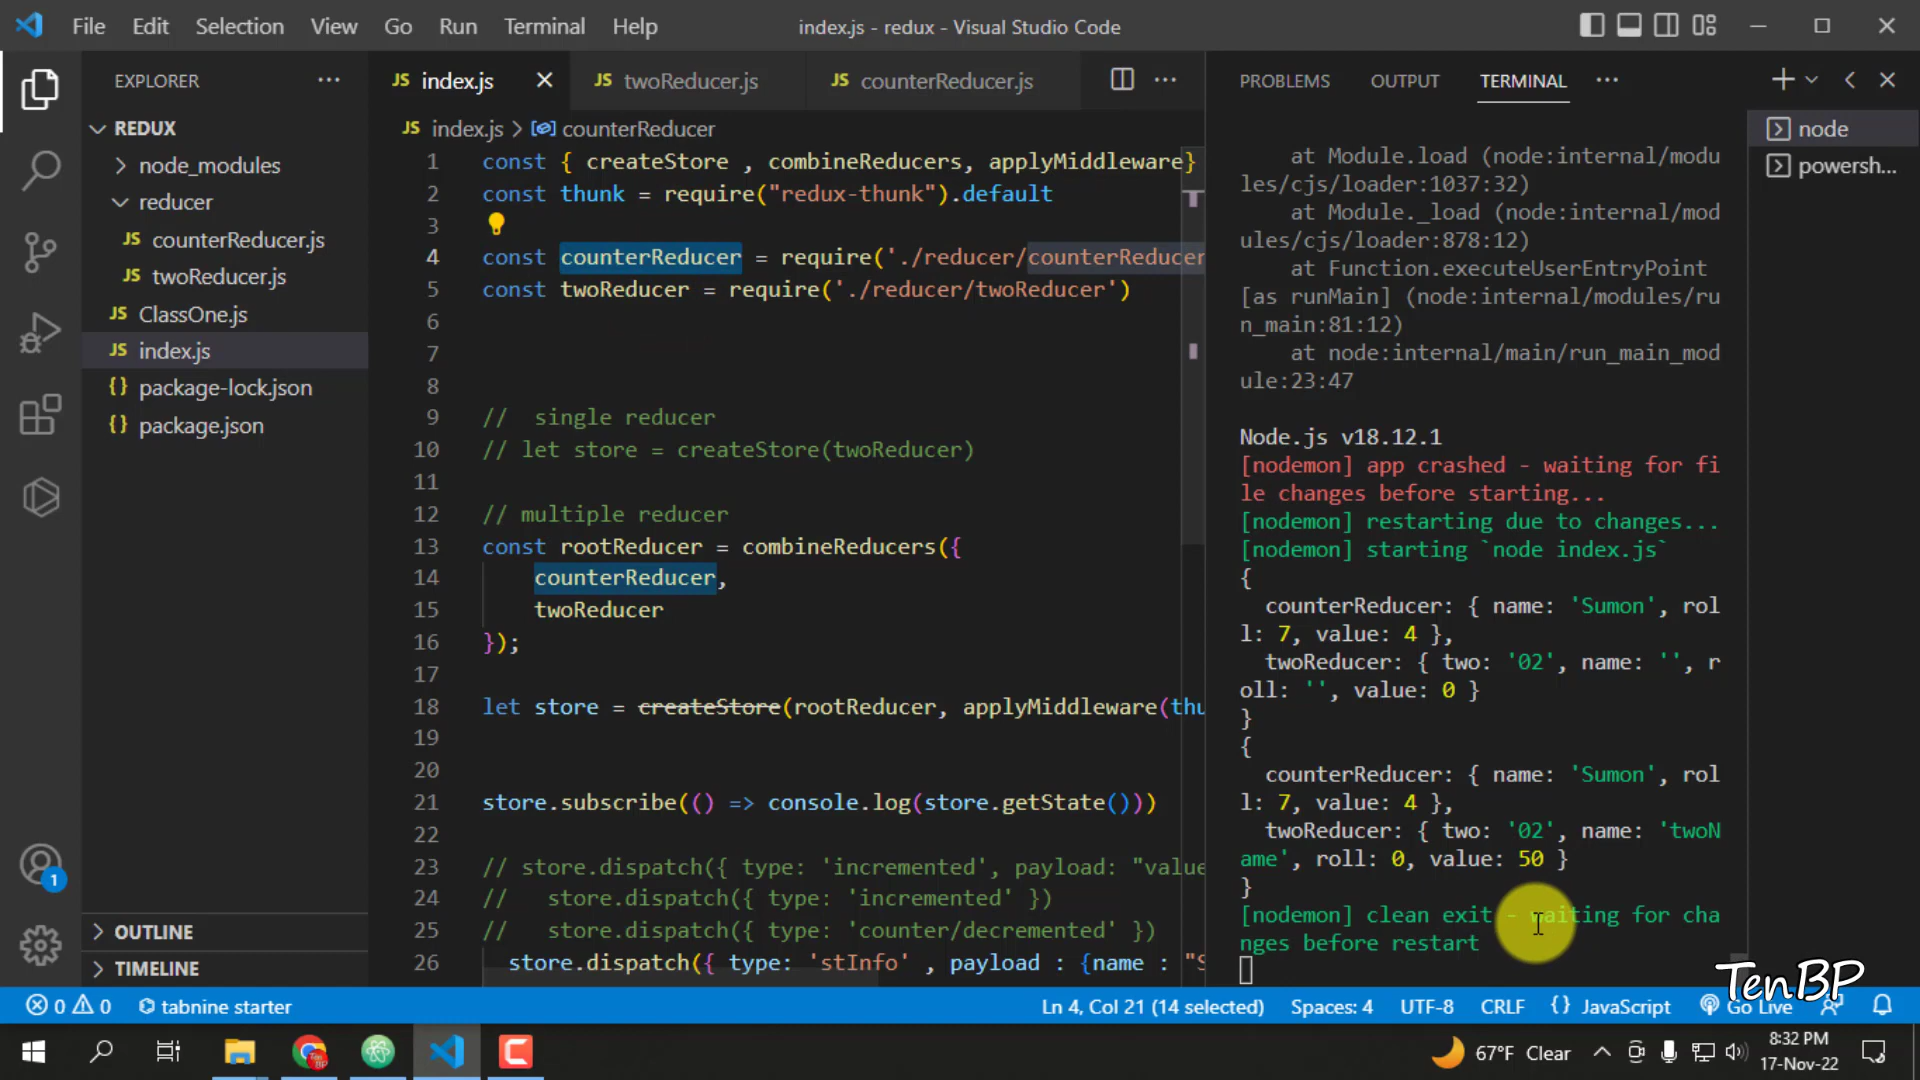 File Edit Selection View Go Run Terminal Help
index.js - redux - Visual Studio Code
EXPLORER
REDUX
node_modules
reducer
JS counterReducer.js
JS twoReducer.js
JS ClassOne.js
JS index.js
{} package-lock.json
{} package.json
OUTLINE
TIMELINE
JS index.js
JS twoReducer.js
JS counterReducer.js
JS index.js > counterReducer
1 const { createStore , combineReducers, applyMiddleware}
2 const thunk = require("redux-thunk").default
3
4 const counterReducer = require('./reducer/counterReducer
5 const twoReducer = require('./reducer/twoReducer')
6
7
8
9 //  single reducer
10 // let store = createStore(twoReducer)
11
12 // multiple reducer
13 const rootReducer = combineReducers({
14     counterReducer,
15     twoReducer
16 });
17
18 let store = createStore(rootReducer, applyMiddleware(thu
19
20
21 store.subscribe(() => console.log(store.getState()))
22
23 // store.dispatch({ type: 'incremented', payload: "value
24 //   store.dispatch({ type: 'incremented' })
25 //   store.dispatch({ type: 'counter/decremented' })
26   store.dispatch({ type: 'stInfo' , payload : {name : "S
PROBLEMS OUTPUT TERMINAL
node
powersh...
    at Module.load (node:internal/modu
les/cjs/loader:1037:32)
    at Module._load (node:internal/mod
ules/cjs/loader:878:12)
    at Function.executeUserEntryPoint
[as runMain] (node:internal/modules/ru
n_main:81:12)
    at node:internal/main/run_main_mod
ule:23:47
Node.js v18.12.1
[nodemon] app crashed - waiting for fi
le changes before starting...
[nodemon] restarting due to changes...
[nodemon] starting `node index.js`
{
  counterReducer: { name: 'Sumon', rol
l: 7, value: 4 },
  twoReducer: { two: '02', name: '', r
oll: '', value: 0 }
}
{
  counterReducer: { name: 'Sumon', rol
l: 7, value: 4 },
  twoReducer: { two: '02', name: 'twoN
ame', roll: 0, value: 50 }
}
[nodemon] clean exit - waiting for cha
nges before restart
TenBP
1
0 0 tabnine starter
Ln 4, Col 21 (14 selected) Spaces: 4 UTF-8 CRLF {} JavaScript Go Live
67°F Clear
8:32 PM
17-Nov-22